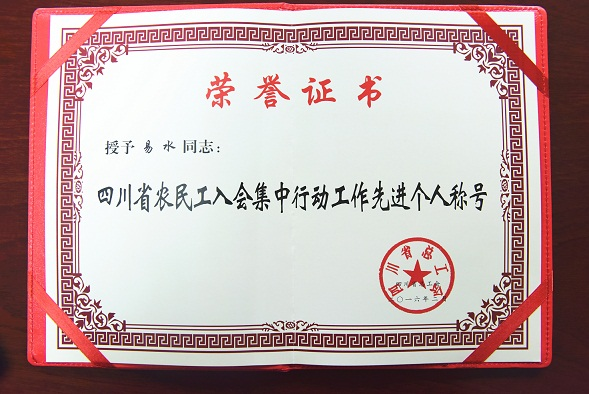 荣誉证书
授予易水同志：
四川省农民工入会集中行动工作先进个人称号
四川省总工会
二〇一六年二